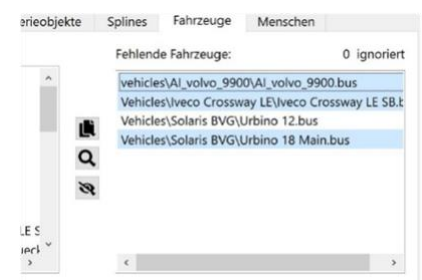 erieobjekte Splines Fahrzeuge Menschen
Fehlende Fahrzeuge: 0 ignoriert
vehicles\AI_volvo_9900\AI_volvo_9900.bus
Vehicles\Iveco Crossway LE\Iveco Crossway LE SB.b
Vehicles\Solaris BVG\Urbino 12.bus
Vehicles\Solaris BVG\Urbino 18 Main.bus
LE S